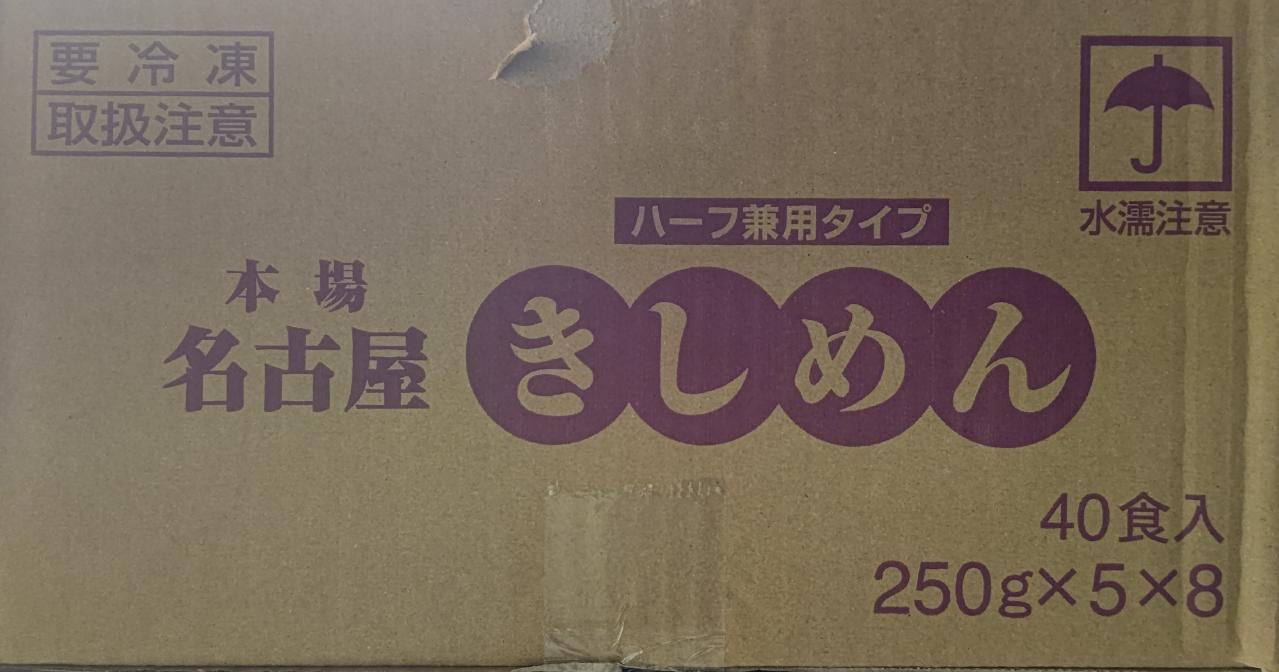 要冷凍
取扱注意
水濡注意
ハーフ兼用タイプ
本場
名古屋
きしめん
40食入
250g×5×8